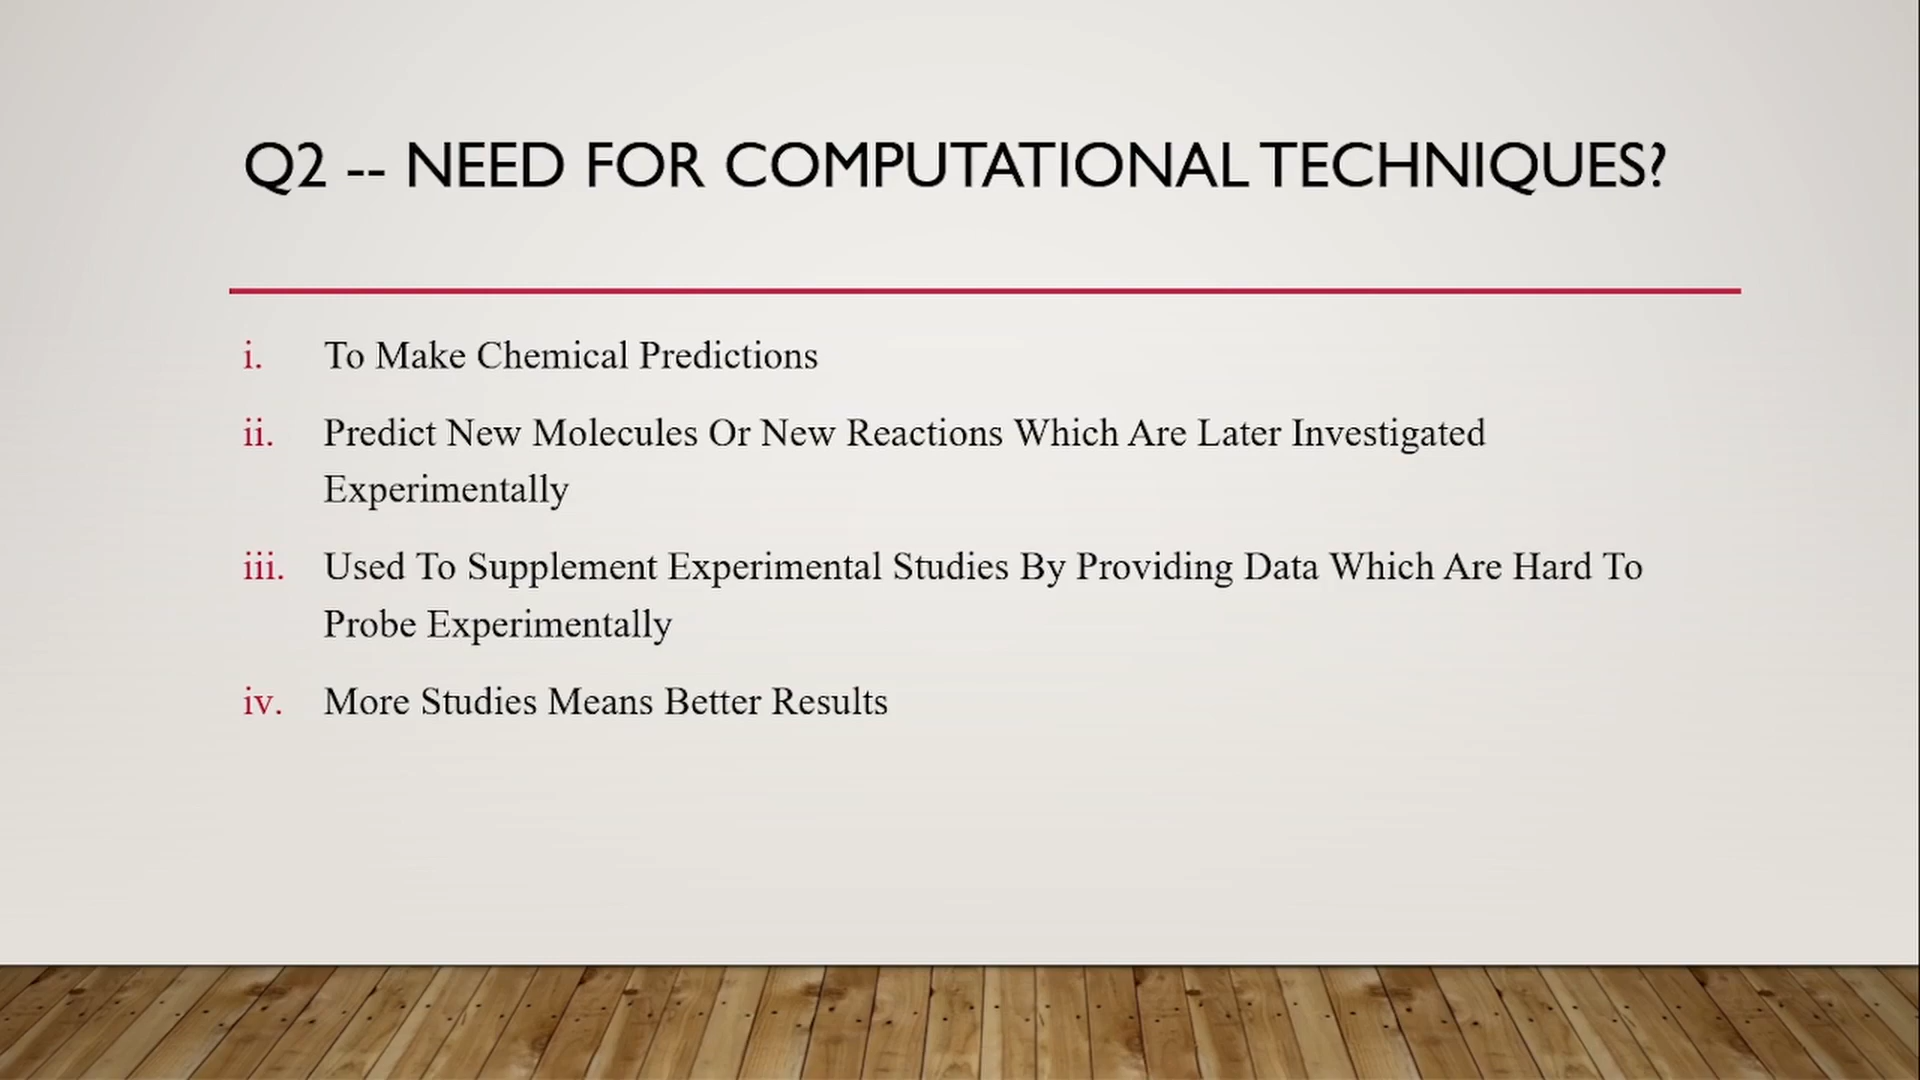 Q2 -- NEED FOR COMPUTATIONAL TECHNIQUES?
i. To Make Chemical Predictions
ii. Predict New Molecules Or New Reactions Which Are Later Investigated
Experimentally
iii. Used To Supplement Experimental Studies By Providing Data Which Are Hard To
Probe Experimentally
iv. More Studies Means Better Results